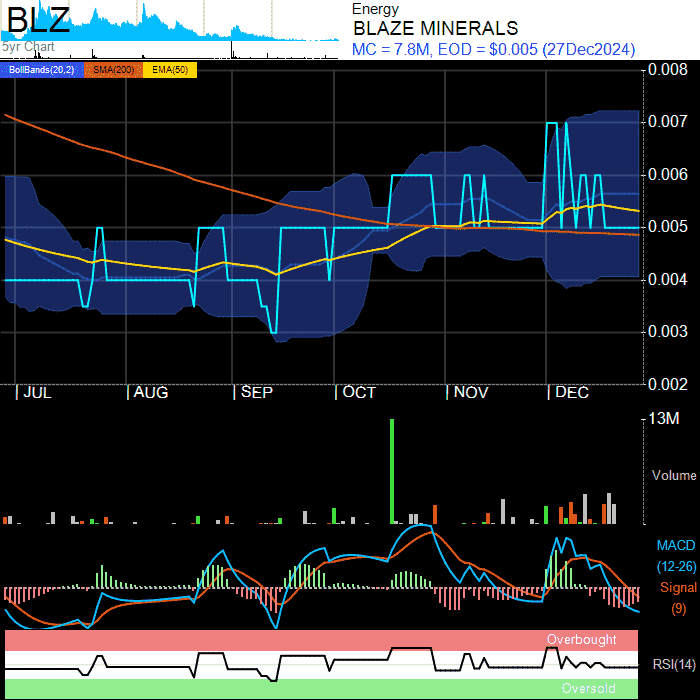 BLZ
5yr Chart
Energy
BLAZE MINERALS
MC = 7.8M, EOD = $0.005 (27Dec2024)
BollBands(20,2) SMA(200) EMA(50)
0.008
0.007
0.006
0.005
0.004
0.003
0.002
JUL AUG SEP OCT NOV DEC
13M
Volume
MACD
(12-26)
Signal
(9)
Overbought
RSI(14)
Oversold